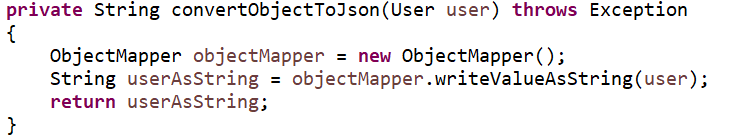 private String convertObjectToJson(User user) throws Exception
{
    ObjectMapper objectMapper = new ObjectMapper();
    String userAsString = objectMapper.writeValueAsString(user);
    return userAsString;
}